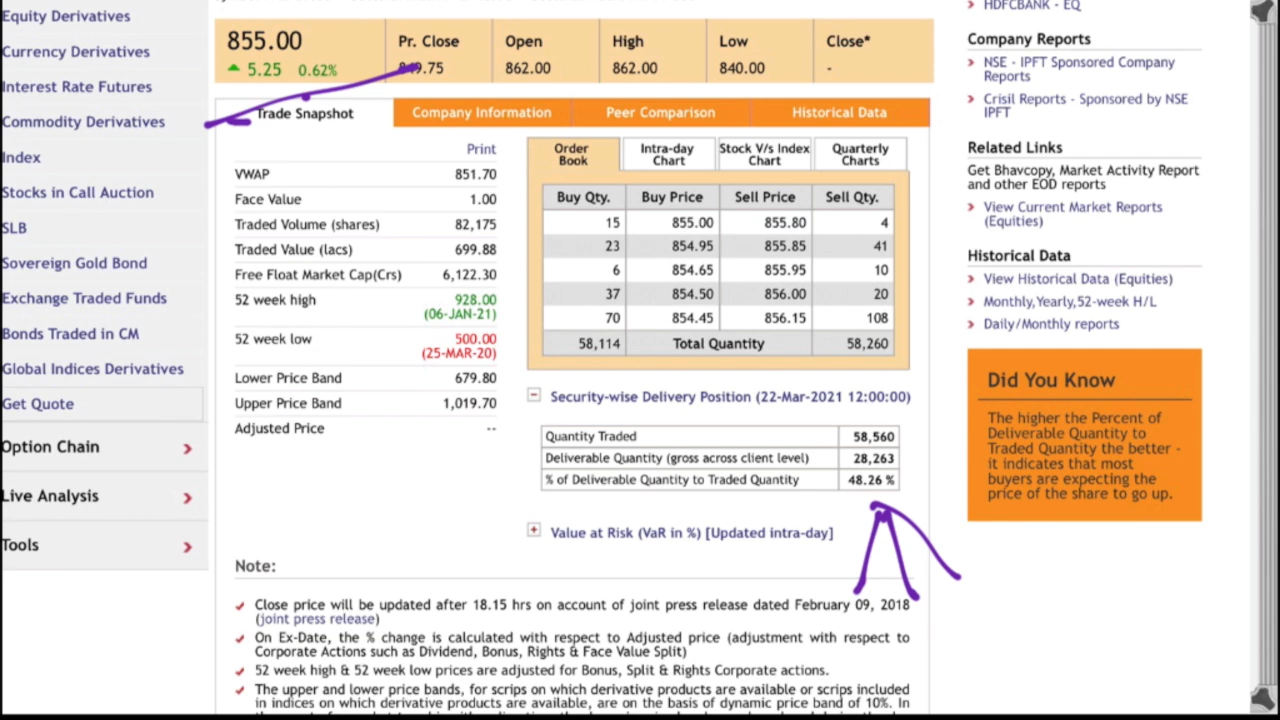 Equity Derivatives
Currency Derivatives
Interest Rate Futures
Commodity Derivatives
Index
Stocks in Call Auction
SLB
Sovereign Gold Bond
Exchange Traded Funds
Bonds Traded in CM
Global Indices Derivatives
Get Quote
Option Chain
Live Analysis
Tools
855.00
5.25 0.62%
Pr. Close Open High Low Close*
.75 862.00 862.00 840.00 -
Trade Snapshot Company Information Peer Comparison Historical Data
Print
VWAP 851.70
Face Value 1.00
Traded Volume (shares) 82,175
Traded Value (lacs) 699.88
Free Float Market Cap(Crs) 6,122.30
52 week high 928.00
(06-JAN-21)
52 week low 500.00
(25-MAR-20)
Lower Price Band 679.80
Upper Price Band 1,019.70
Adjusted Price --
Order Book Intra-day Chart Stock V/s Index Chart Quarterly Charts
Buy Qty. Buy Price Sell Price Sell Qty.
15 855.00 855.80 4
23 854.95 855.85 41
6 854.65 855.95 10
37 854.50 856.00 20
70 854.45 856.15 108
58,114 Total Quantity 58,260
Security-wise Delivery Position (22-Mar-2021 12:00:00)
Quantity Traded 58,560
Deliverable Quantity (gross across client level) 28,263
% of Deliverable Quantity to Traded Quantity 48.26 %
Value at Risk (VaR in %) [Updated intra-day]
Note:
Close price will be updated after 18.15 hrs on account of joint press release dated February 09, 2018
(joint press release)
On Ex-Date, the % change is calculated with respect to Adjusted price (adjustment with respect to
Corporate Actions such as Dividend, Bonus, Rights & Face Value Split)
52 week high & 52 week low prices are adjusted for Bonus, Split & Rights Corporate actions.
The upper and lower price bands, for scrips on which derivative products are available or scrips included
in indices on which derivative products are available, are on the basis of dynamic price band of 10%. In
HDFCBANK - EQ
Company Reports
NSE - IPFT Sponsored Company
Reports
Crisil Reports - Sponsored by NSE
IPFT
Related Links
Get Bhavcopy, Market Activity Report
and other EOD reports
View Current Market Reports
(Equities)
Historical Data
View Historical Data (Equities)
Monthly,Yearly,52-week H/L
Daily/Monthly reports
Did You Know
The higher the Percent of
Deliverable Quantity to
Traded Quantity the better -
it indicates that most
buyers are expecting the
price of the share to go up.